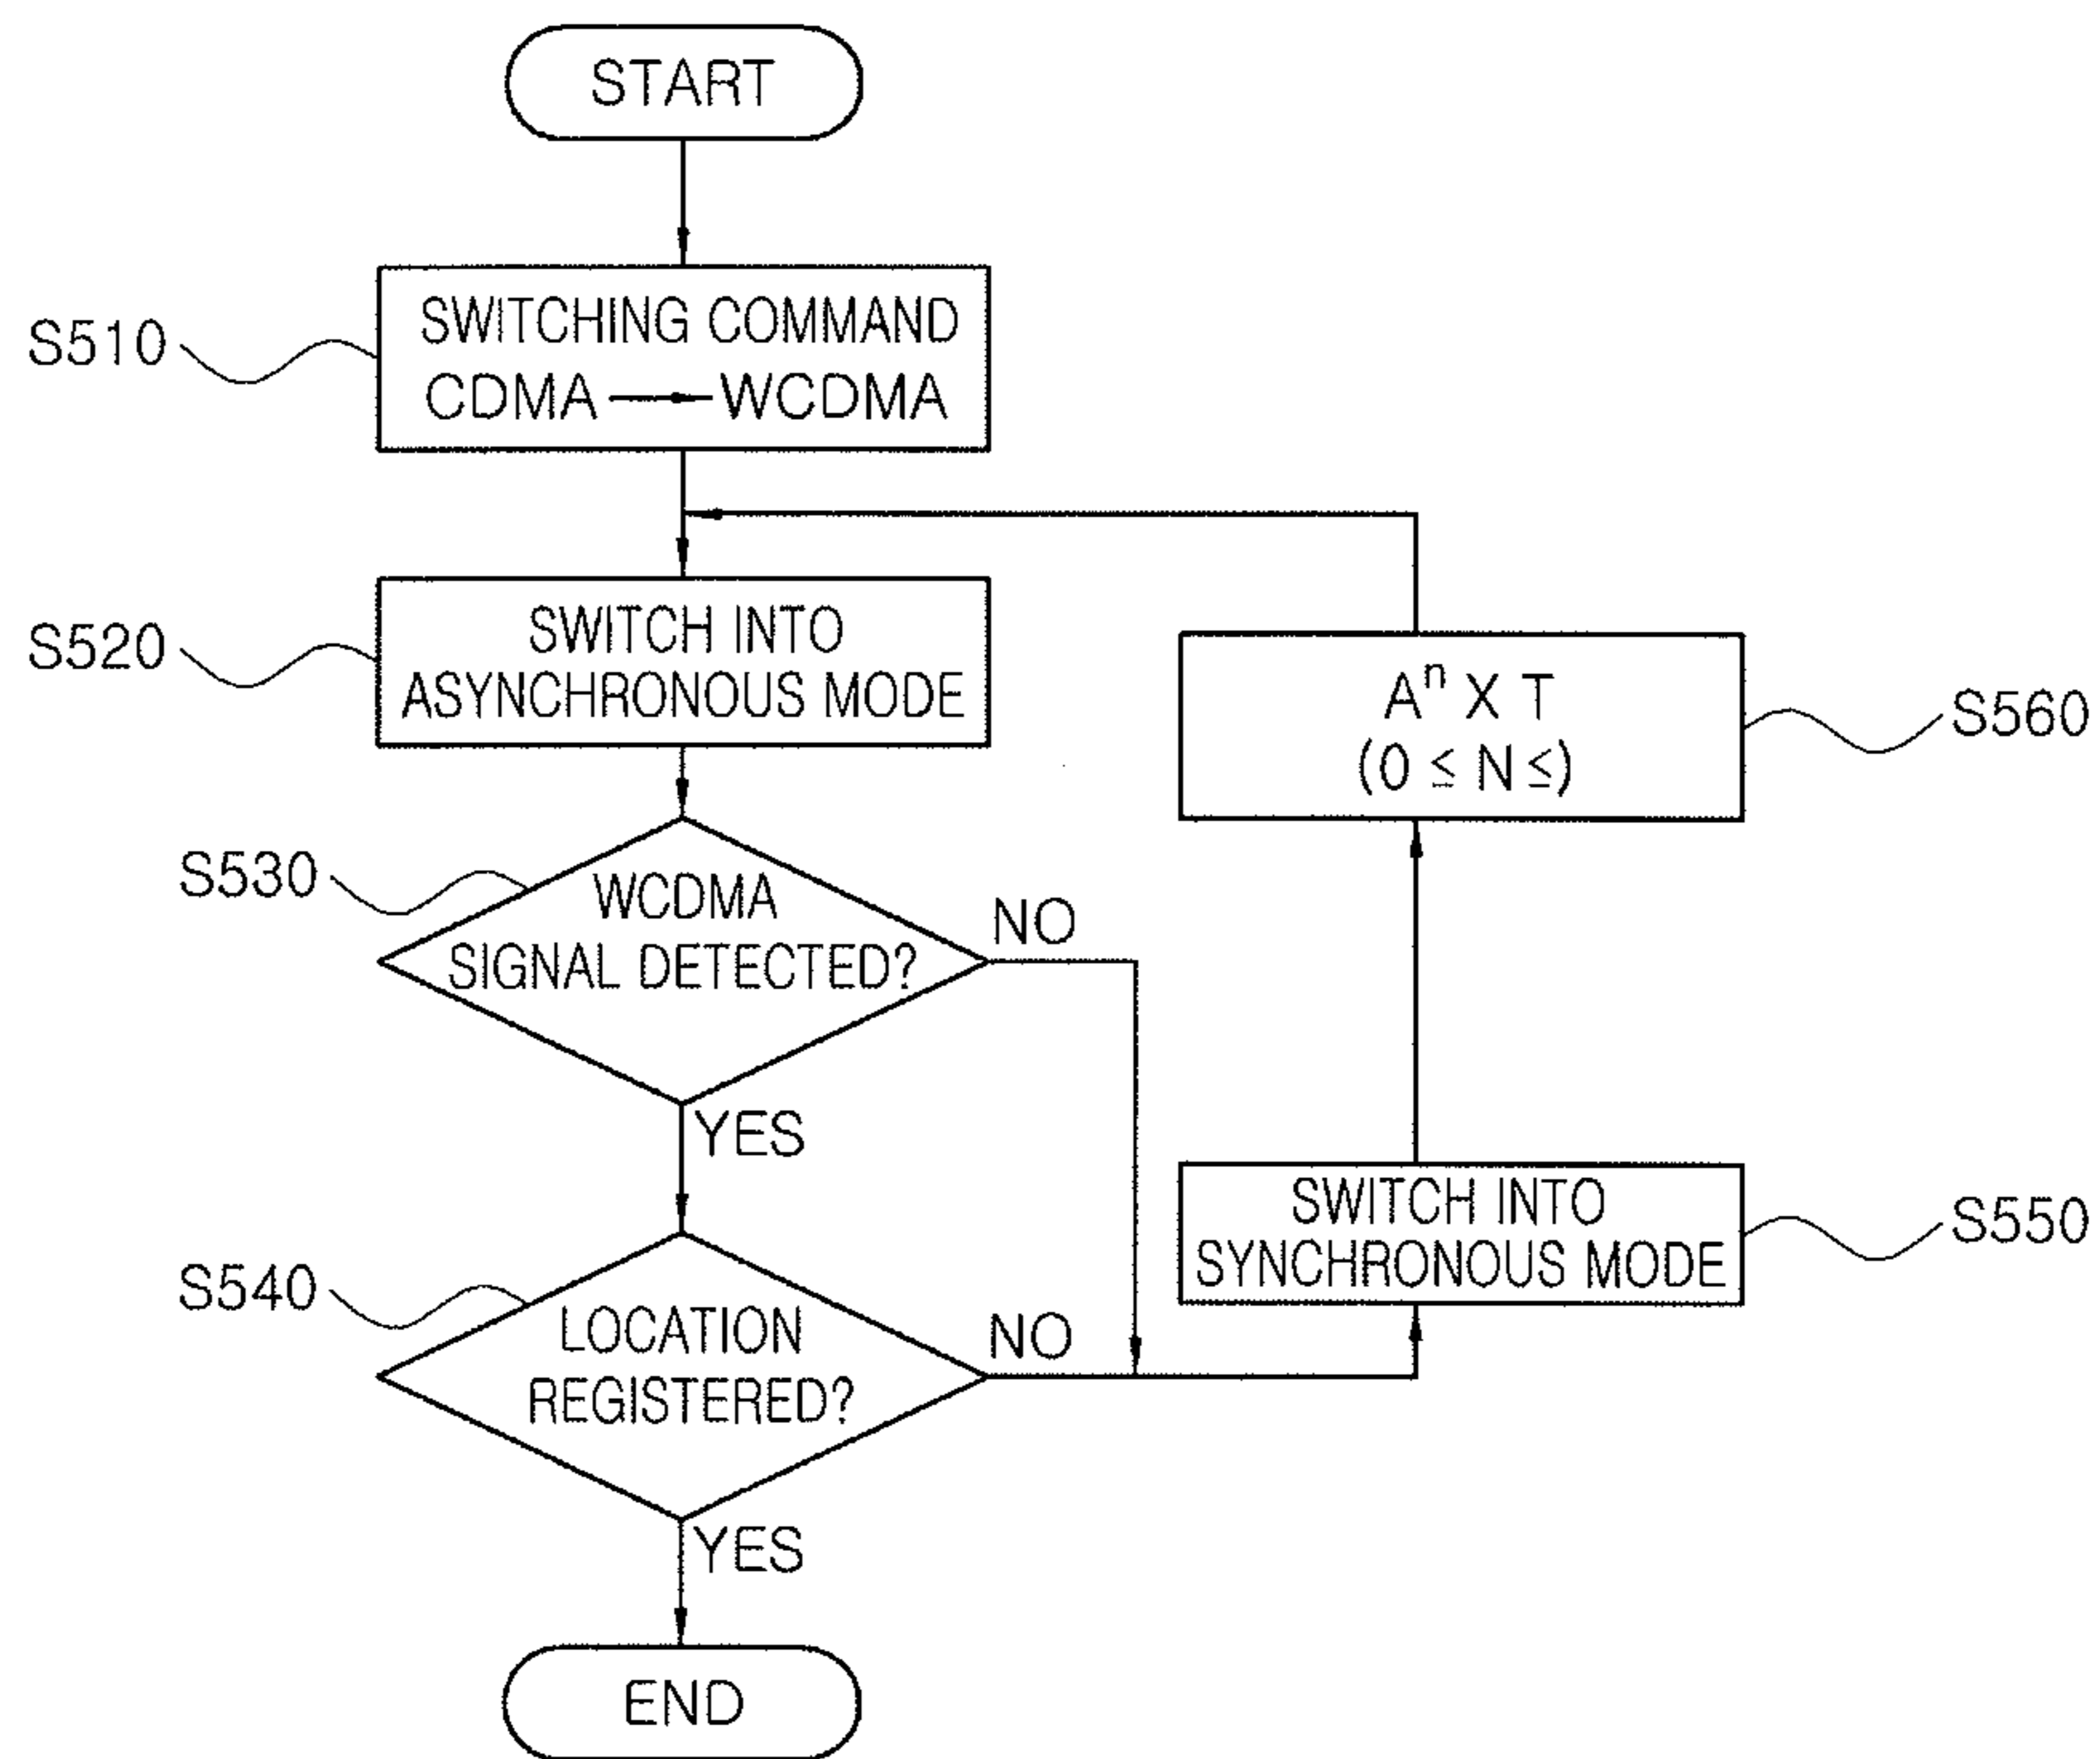 START
S510
SWITCHING COMMAND
CDMA → WCDMA
S520
SWITCH INTO
ASYNCHRONOUS MODE
S530
WCDMA
SIGNAL DETECTED?
NO
YES
S540
LOCATION
REGISTERED?
NO
YES
END
SWITCH INTO
SYNCHRONOUS MODE
S550
Aⁿ X T
(0 ≦ N ≦)
S560